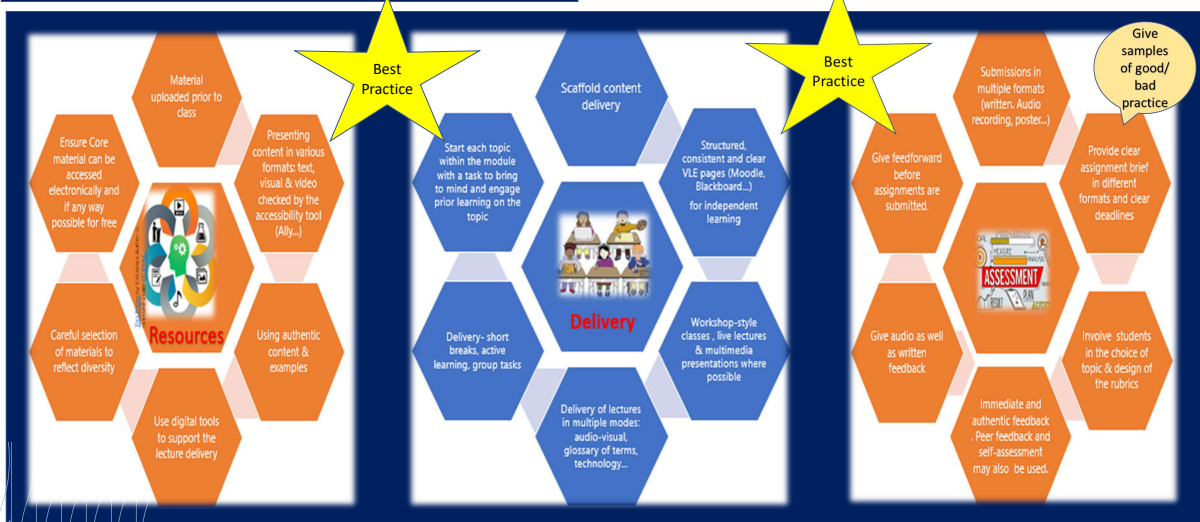 Best
Practice
Best
Practice
Give
samples
of good/
bad
practice
Material
uploaded prior to
class
Presenting
content in various
formats: text,
visual & video
checked by the
accessibility tool
(Ally...)
Using authentic
content &
examples
Use digital tools
to support the
lecture delivery
Careful selection
of materials to
reflect diversity
Ensure Core
material can be
accessed
electronically and
if any way
possible for free
Resources
Scaffold content
delivery
Structured,
consistent and clear
VLE pages (Moodle,
Blackboard...)
for independent
learning
Workshop-style
classes , live lectures
& multimedia
presentations where
possible
Delivery of lectures
in multiple modes:
audio-visual,
glossary of terms,
technology...
Delivery- short
breaks, active
learning, group tasks
Start each topic
within the module
with a task to bring
to mind and engage
prior learning on the
topic
Delivery
Submissions in
multiple formats
(written. Audio
recording, poster...)
Provide clear
assignment brief
in different
formats and clear
deadlines
Involve students
in the choice of
topic & design of
the rubrics
Immediate and
authentic feedback
. Peer feedback and
self-assessment
may also be used.
Give audio as well
as written
feedback
Give feedforward
before
assignments are
submitted.
MEASURE
ANALYSIS
ASSESSMENT
RESULT
PLAN